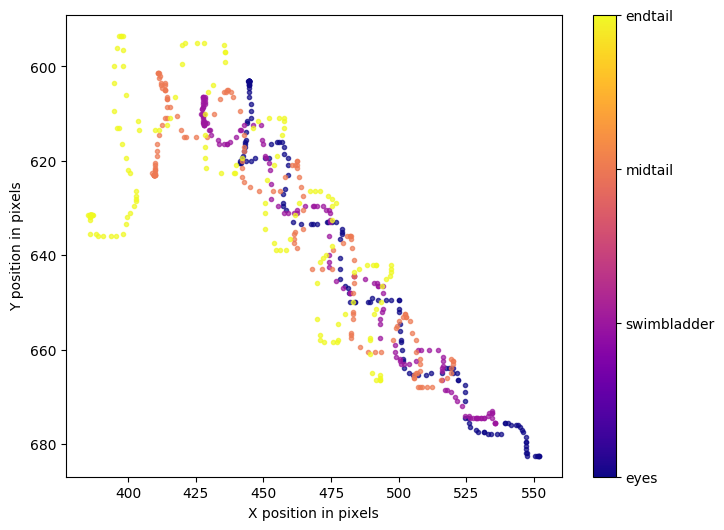 600
620
640
660
680
Y position in pixels
400
425
450
475
500
525
550
X position in pixels
endtail
midtail
swimbladder
eyes